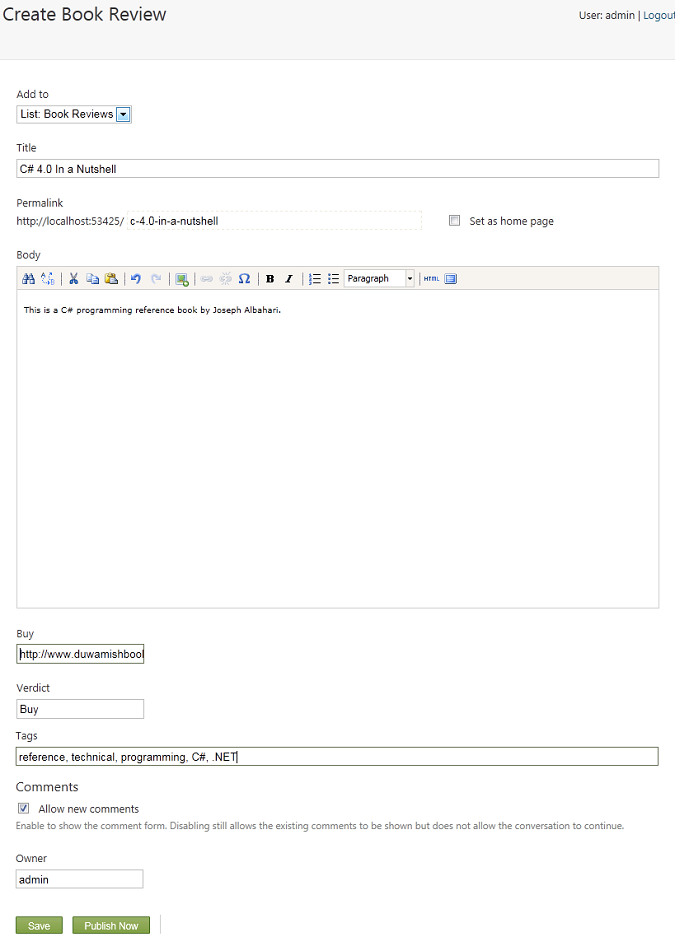 Create Book Review
User: admin | Logout
Add to
List: Book Reviews
Title
C# 4.0 In a Nutshell
Permalink
http://localhost:53425/ c-4.0-in-a-nutshell
Set as home page
Body
B I Paragraph HTML
This is a C# programming reference book by Joseph Albahari.
Buy
http://www.duwamishbool
Verdict
Buy
Tags
reference, technical, programming, C#, .NET
Comments
Allow new comments
Enable to show the comment form. Disabling still allows the existing comments to be shown but does not allow the conversation to continue.
Owner
admin
Save Publish Now